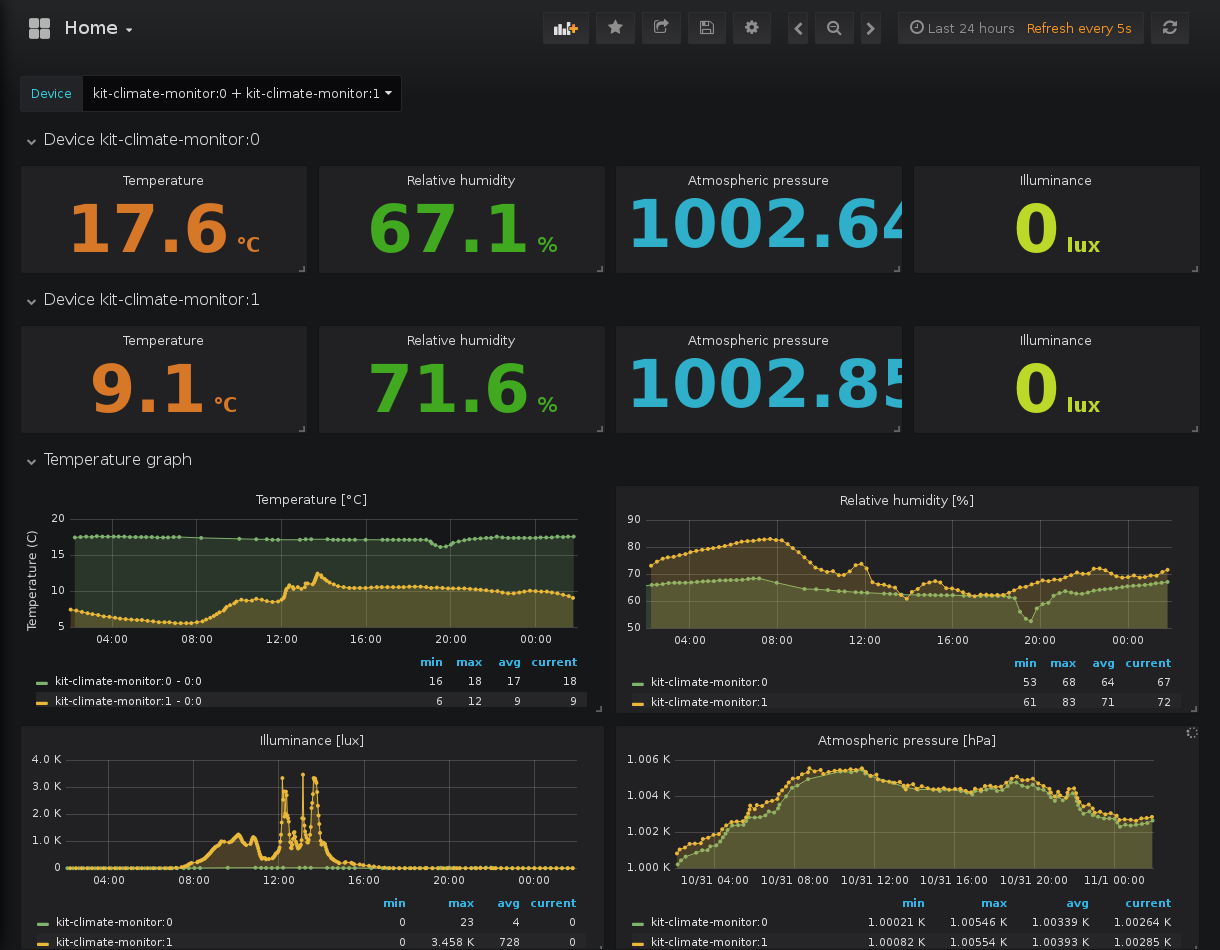 Home
Last 24 hours Refresh every 5s
Device kit-climate-monitor:0 + kit-climate-monitor:1
Device kit-climate-monitor:0
Temperature Relative humidity Atmospheric pressure Illuminance
17.6 °C 67.1 % 1002.64 0 lux
Device kit-climate-monitor:1
Temperature Relative humidity Atmospheric pressure Illuminance
9.1 °C 71.6 % 1002.85 0 lux
Temperature graph
Temperature [°C]
Temperature (C)
20
15
10
5
04:00 08:00 12:00 16:00 20:00 00:00
min max avg current
kit-climate-monitor:0 - 0:0 16 18 17 18
kit-climate-monitor:1 - 0:0 6 12 9 9
Relative humidity [%]
90
80
70
60
50
04:00 08:00 12:00 16:00 20:00 00:00
min max avg current
kit-climate-monitor:0 53 68 64 67
kit-climate-monitor:1 61 83 71 72
Illuminance [lux]
4.0 K
3.0 K
2.0 K
1.0 K
0
04:00 08:00 12:00 16:00 20:00 00:00
min max avg current
kit-climate-monitor:0 0 23 4 0
kit-climate-monitor:1 0 3.458 K 728 0
Atmospheric pressure [hPa]
1.006 K
1.004 K
1.002 K
1.000 K
10/31 04:00 10/31 08:00 10/31 12:00 10/31 16:00 10/31 20:00 11/1 00:00
min max avg current
kit-climate-monitor:0 1.00021 K 1.00546 K 1.00339 K 1.00264 K
kit-climate-monitor:1 1.00082 K 1.00554 K 1.00393 K 1.00285 K